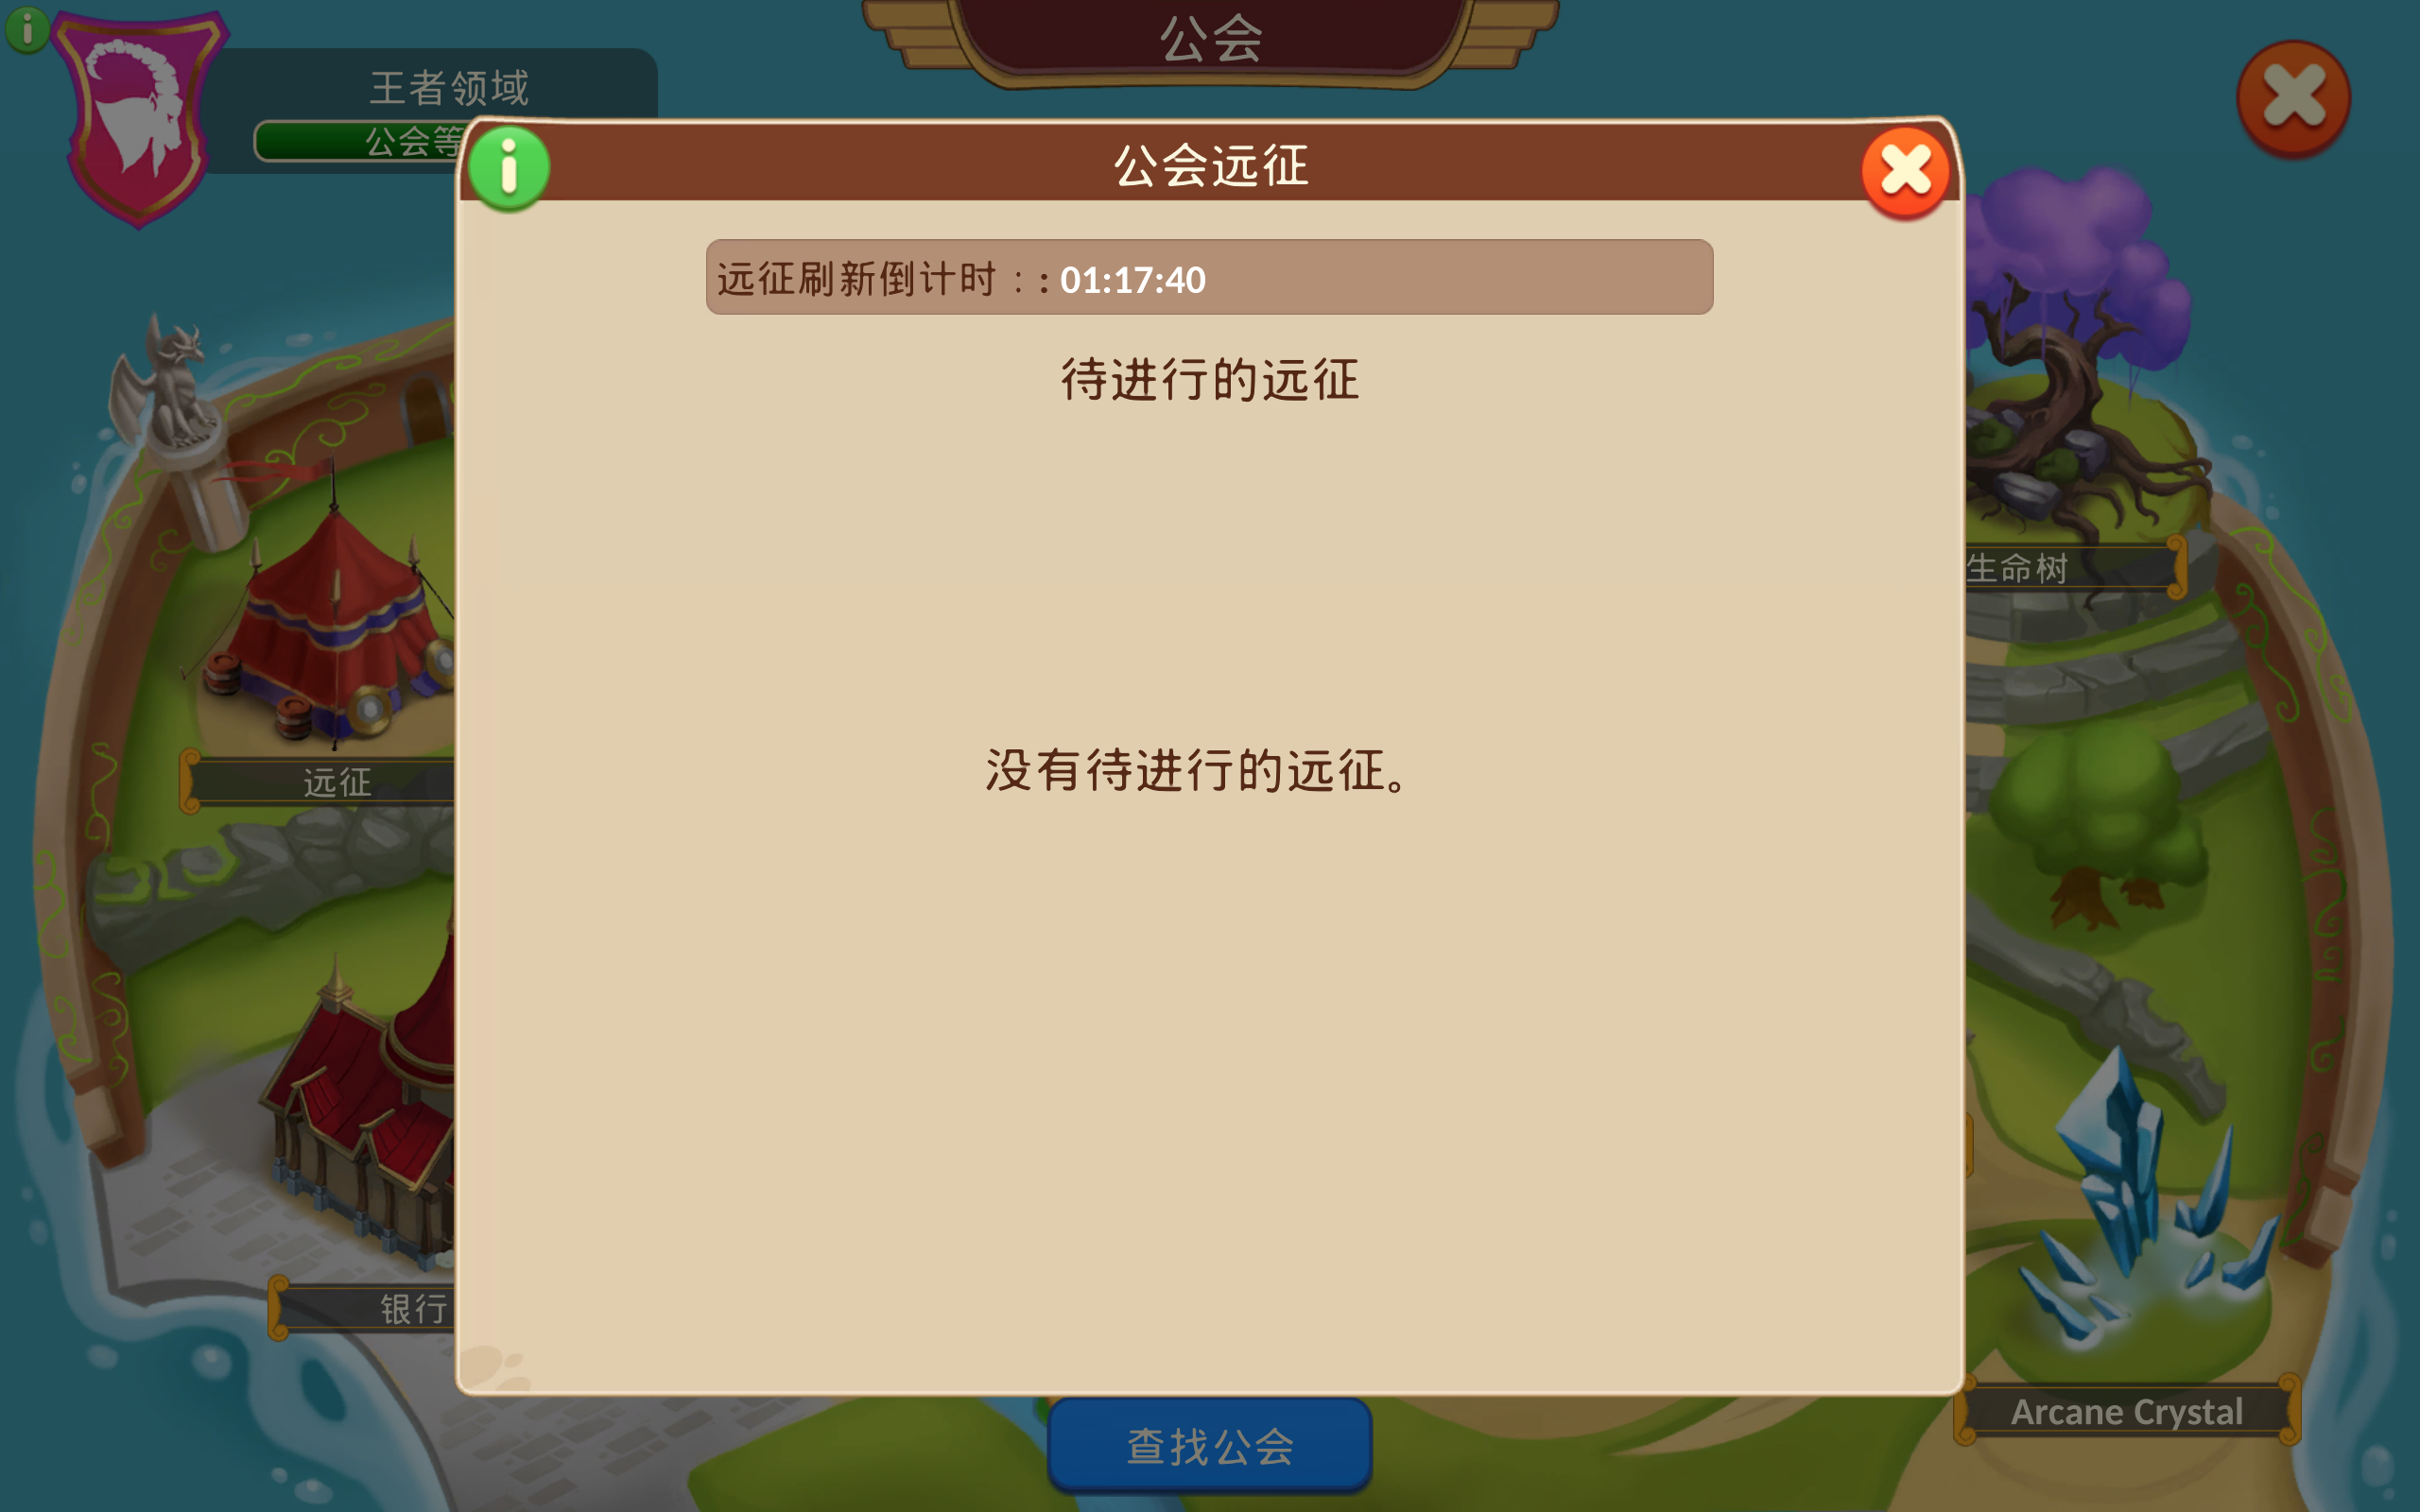 公会
王者领域
公会等
公会远征
远征刷新倒计时：: 01:17:40
待进行的远征
没有待进行的远征。
生命树
远征
银行
Arcane Crystal
查找公会